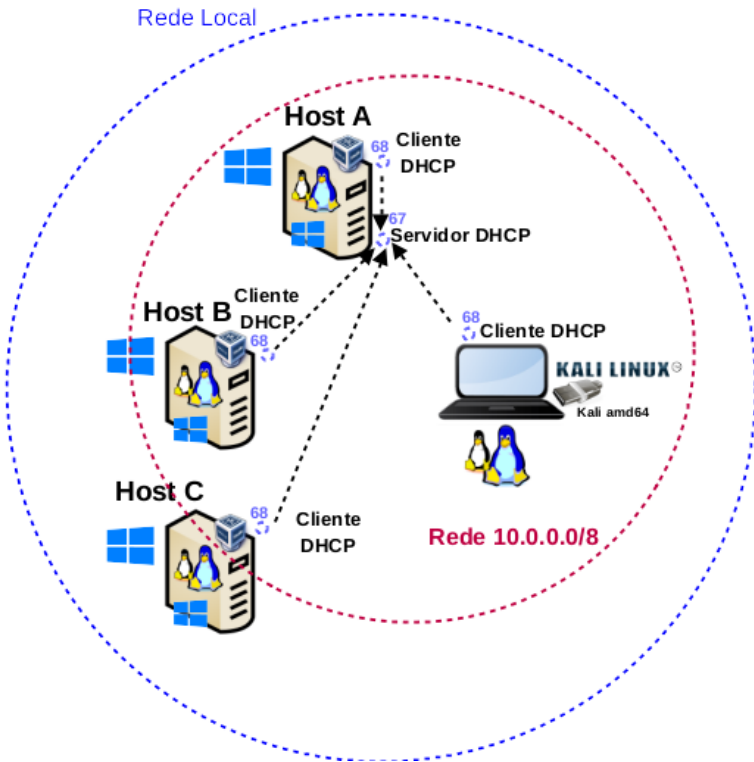 Rede Local
Host A
68
Cliente
DHCP
67
Servidor DHCP
Host B
Cliente
DHCP
68
68
Cliente DHCP
KALI LINUX
Kali amd64
Host C
68
Cliente
DHCP
Rede 10.0.0.0/8